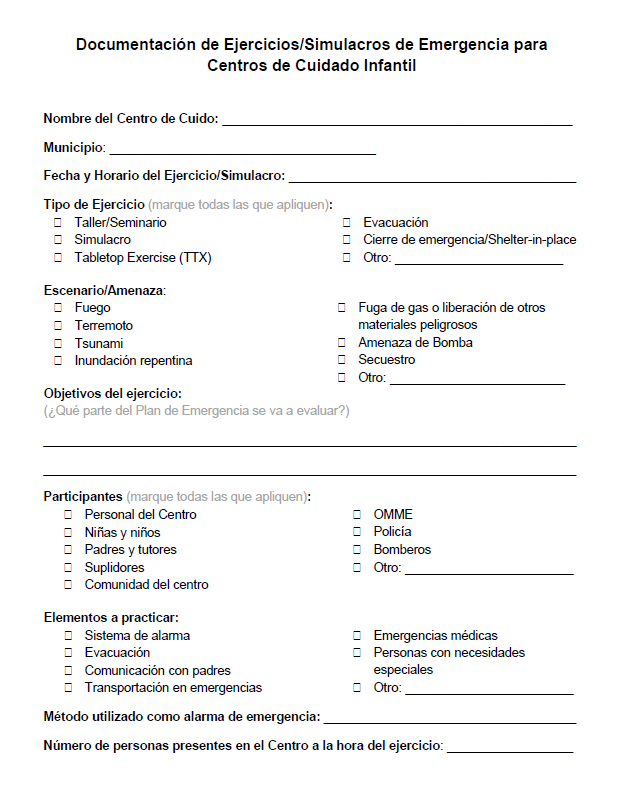 Documentación de Ejercicios/Simulacros de Emergencia para
Centros de Cuidado Infantil
Nombre del Centro de Cuido: ____________________
Municipio: ____________________
Fecha y Horario del Ejercicio/Simulacro: ____________________
Tipo de Ejercicio (marque todas las que apliquen):
☐ Taller/Seminario
☐ Simulacro
☐ Tabletop Exercise (TTX)
☐ Evacuación
☐ Cierre de emergencia/Shelter-in-place
☐ Otro: ____________________
Escenario/Amenaza:
☐ Fuego
☐ Terremoto
☐ Tsunami
☐ Inundación repentina
☐ Fuga de gas o liberación de otros
materiales peligrosos
☐ Amenaza de Bomba
☐ Secuestro
☐ Otro: ____________________
Objetivos del ejercicio:
(¿Qué parte del Plan de Emergencia se va a evaluar?)
Participantes (marque todas las que apliquen):
☐ Personal del Centro
☐ Niñas y niños
☐ Padres y tutores
☐ Suplidores
☐ Comunidad del centro
☐ OMME
☐ Policía
☐ Bomberos
☐ Otro: ____________________
Elementos a practicar:
☐ Sistema de alarma
☐ Evacuación
☐ Comunicación con padres
☐ Transportación en emergencias
☐ Emergencias médicas
☐ Personas con necesidades
especiales
☐ Otro: ____________________
Método utilizado como alarma de emergencia: ____________________
Número de personas presentes en el Centro a la hora del ejercicio: ____________________